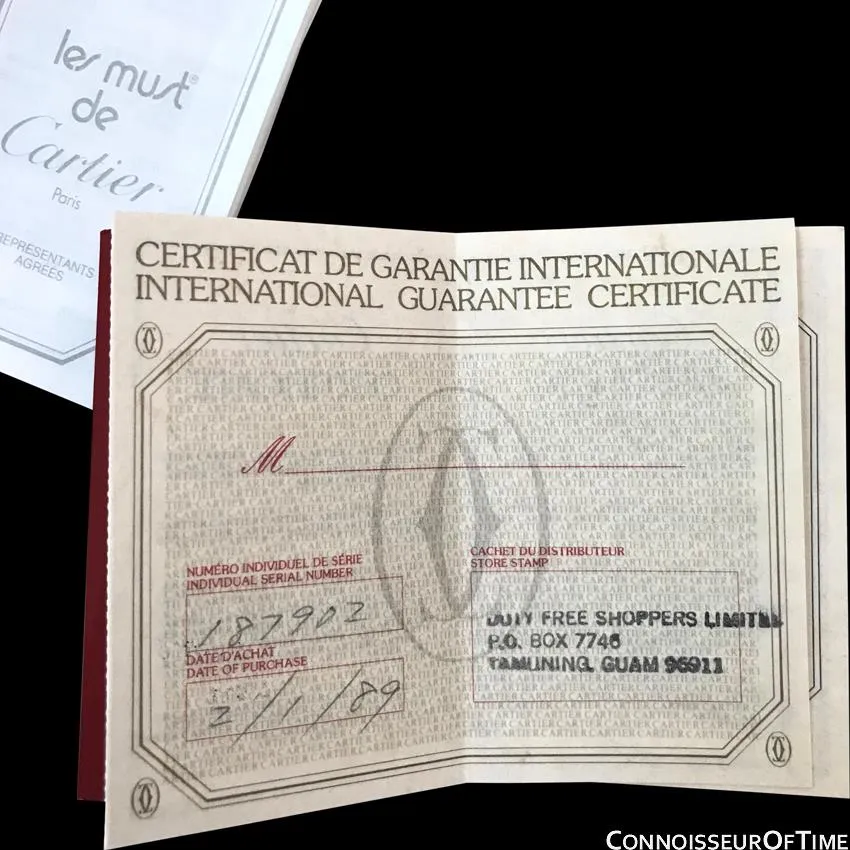 les must®
de
Cartier
Paris
REPRESENTANTS
AGRÉES
CERTIFICAT DE GARANTIE INTERNATIONALE
INTERNATIONAL GUARANTEE CERTIFICATE
M
NUMÉRO INDIVIDUEL DE SÉRIE
INDIVIDUAL SERIAL NUMBER
187902
DATE D'ACHAT
DATE OF PURCHASE
2/1/89
CACHET DU DISTRIBUTEUR
STORE STAMP
DUTY FREE SHOPPERS LIMITED
P.O. BOX 7746
TAMUNING, GUAM 96911
CONNOISSEUROFTIME